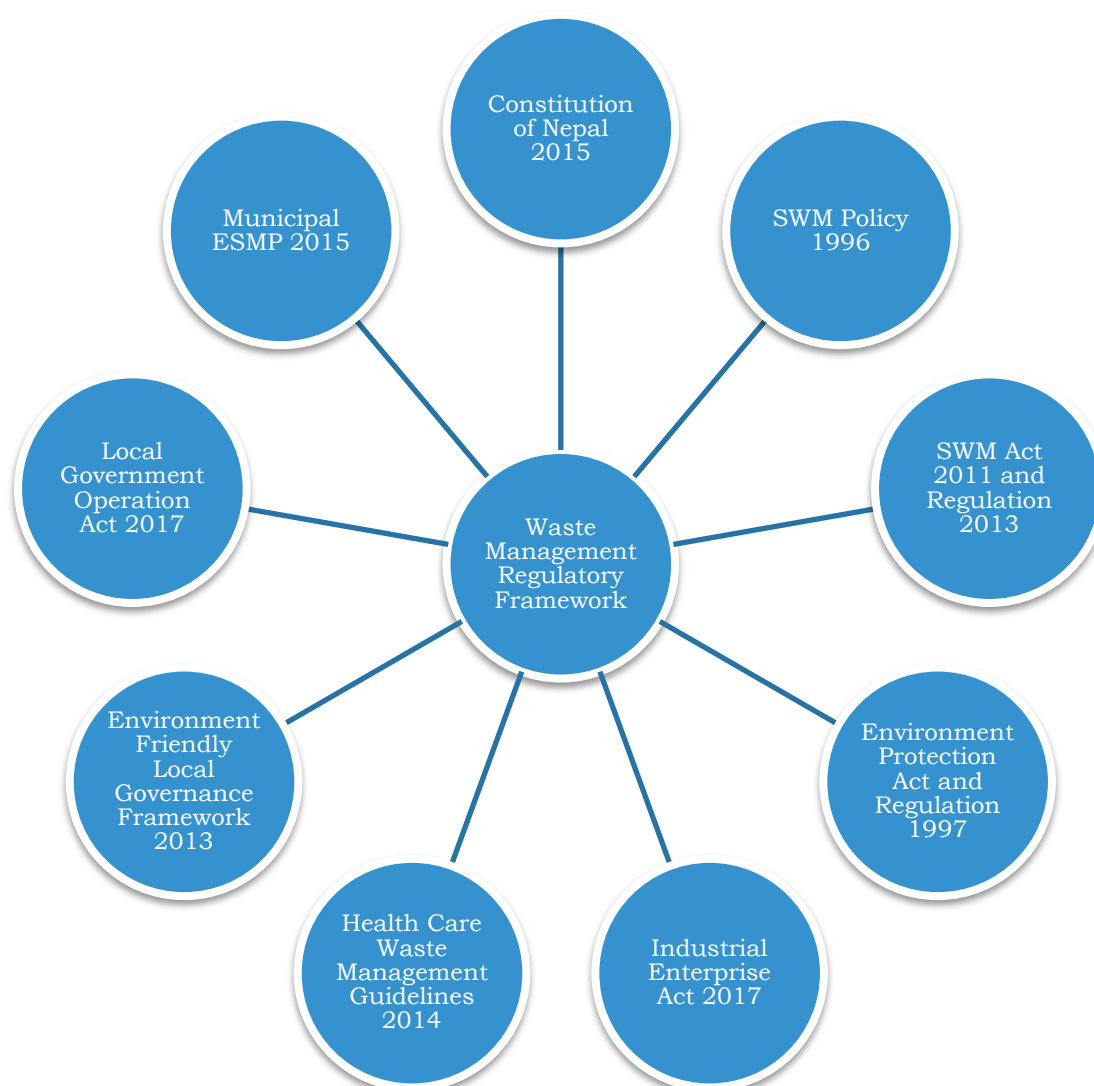 Constitution
of Nepal
2015
SWM Policy
1996
SWM Act
2011 and
Regulation
2013
Environment
Protection
Act and
Regulation
1997
Industrial
Enterprise
Act 2017
Health Care
Waste
Management
Guidelines
2014
Environment
Friendly
Local
Governance
Framework
2013
Local
Government
Operation
Act 2017
Municipal
ESMP 2015
Waste
Management
Regulatory
Framework